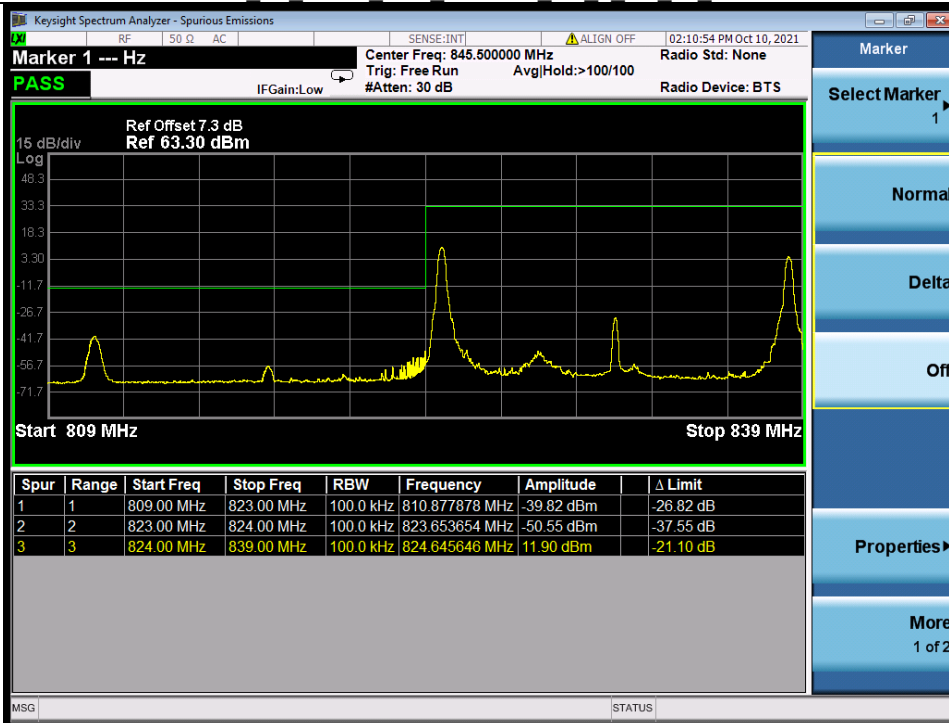 Keysight Spectrum Analyzer - Spurious Emissions
LXI RF 50 Ω AC SENSE:INT ALIGN OFF 02:10:54 PM Oct 10, 2021
Marker 1 --- Hz
Center Freq: 845.500000 MHz Radio Std: None
Trig: Free Run Avg|Hold:>100/100
PASS IFGain:Low #Atten: 30 dB Radio Device: BTS
Ref Offset 7.3 dB
15 dB/div Ref 63.30 dBm
Log
48.3
33.3
18.3
3.30
-11.7
-26.7
-41.7
-56.7
-71.7
Start 809 MHz Stop 839 MHz
Spur Range Start Freq Stop Freq RBW Frequency Amplitude Δ Limit
1 1 809.00 MHz 823.00 MHz 100.0 kHz 810.877878 MHz -39.82 dBm -26.82 dB
2 2 823.00 MHz 824.00 MHz 100.0 kHz 823.653654 MHz -50.55 dBm -37.55 dB
3 3 824.00 MHz 839.00 MHz 100.0 kHz 824.645646 MHz 11.90 dBm -21.10 dB
MSG STATUS
Marker
Select Marker
1
Normal
Delta
Off
Properties
More
1 of 2